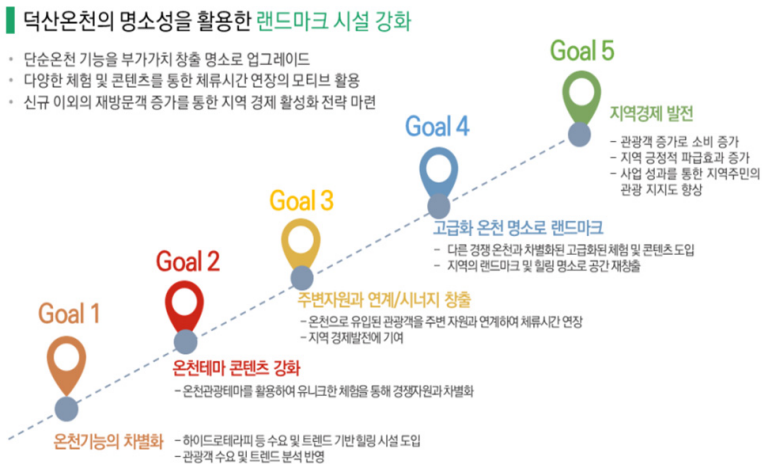 덕산온천의 명소성을 활용한 랜드마크 시설 강화
• 단순온천 기능을 부가가치 창출 명소로 업그레이드
• 다양한 체험 및 콘텐츠를 통한 체류시간 연장의 모티브 활용
• 신규 이외의 재방문객 증가를 통한 지역 경제 활성화 전략 마련
Goal 1
온천기능의 차별화
- 하이드로테라피 등 수요 및 트렌드 기반 힐링 시설 도입
- 관광객 수요 및 트렌드 분석 반영
Goal 2
온천테마 콘텐츠 강화
- 온천관광테마를 활용하여 유니크한 체험을 통해 경쟁자원과 차별화
Goal 3
주변자원과 연계/시너지 창출
- 온천으로 유입된 관광객을 주변 자원과 연계하여 체류시간 연장
- 지역 경제발전에 기여
Goal 4
고급화 온천 명소로 랜드마크
- 다른 경쟁 온천과 차별화된 고급화된 체험 및 콘텐츠 도입
- 지역의 랜드마크 및 힐링 명소로 공간 재창출
Goal 5
지역경제 발전
- 관광객 증가로 소비 증가
- 지역 긍정적 파급효과 증가
- 사업 성과를 통한 지역주민의
관광 지지도 향상